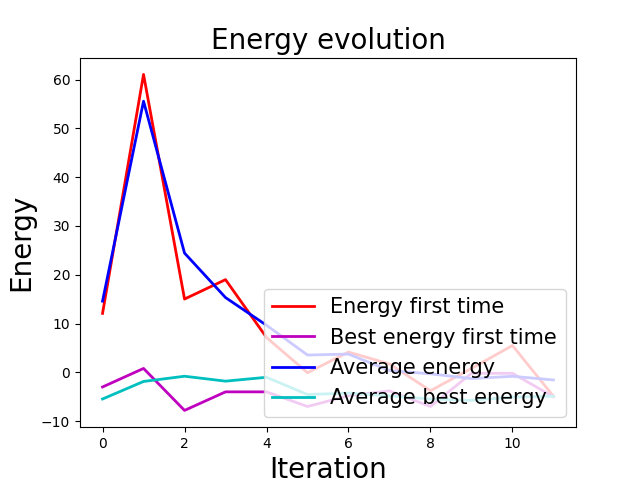 Energy evolution
Energy
60
50
40
30
20
10
0
−10
Energy first time
Best energy first time
Average energy
Average best energy
0 2 4 6 8 10
Iteration